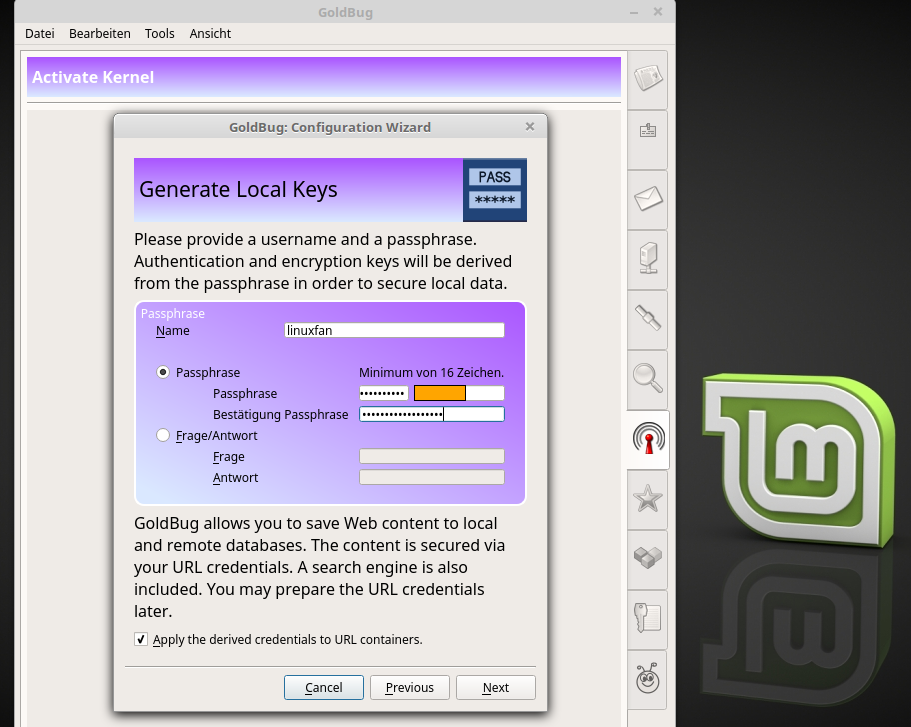 GoldBug
Datei Bearbeiten Tools Ansicht
Activate Kernel
GoldBug: Configuration Wizard
Generate Local Keys
PASS
*****
Please provide a username and a passphrase.
Authentication and encryption keys will be derived
from the passphrase in order to secure local data.
Passphrase
Name linuxfan
Passphrase Minimum von 16 Zeichen.
Passphrase ••••••••••
Bestätigung Passphrase ••••••••••••••••••
Frage/Antwort
Frage
Antwort
GoldBug allows you to save Web content to local
and remote databases. The content is secured via
your URL credentials. A search engine is also
included. You may prepare the URL credentials
later.
Apply the derived credentials to URL containers.
Cancel Previous Next